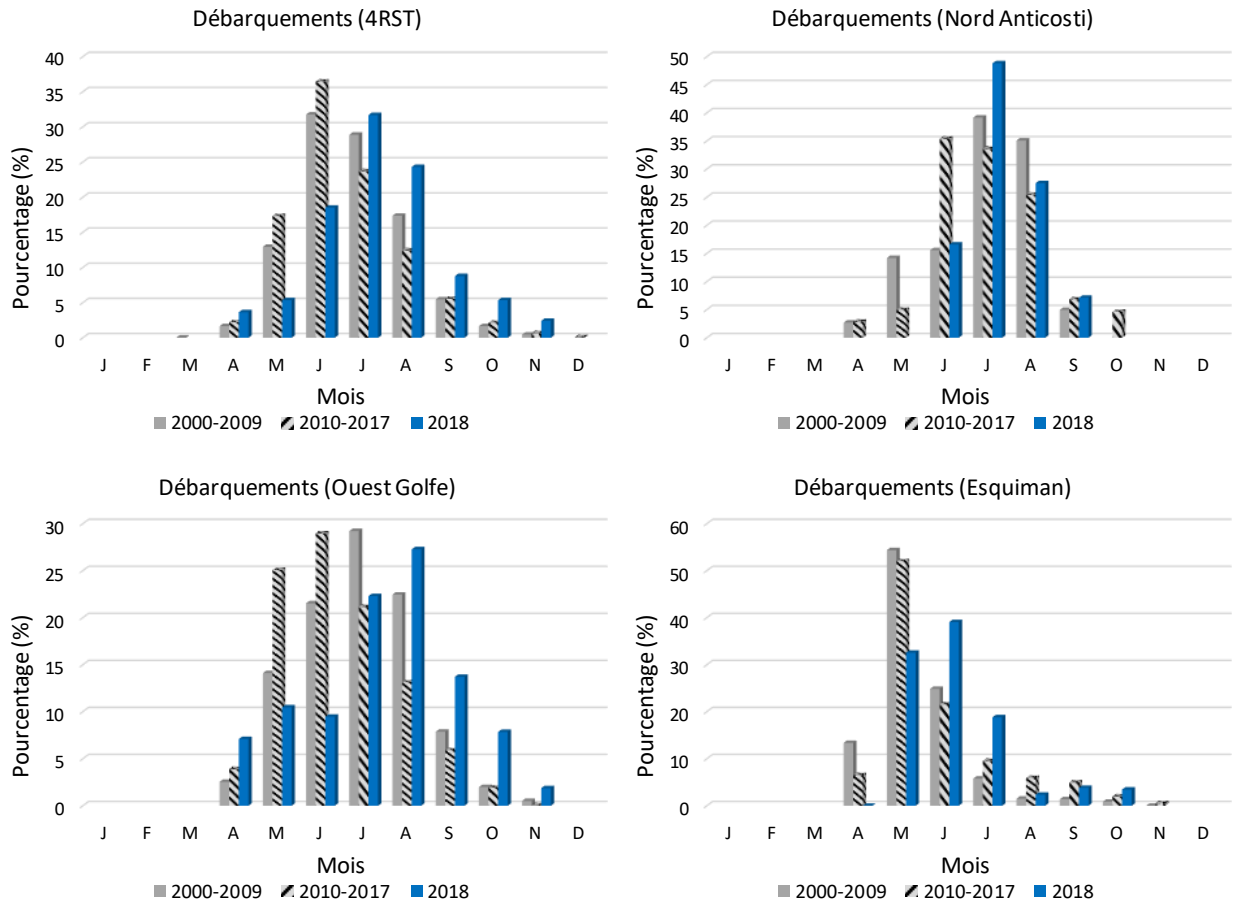 Débarquements (4RST)
40
35
30
25
20
15
10
5
0
Pourcentage (%)
J F M A M J J A S O N D
Mois
2000-2009 2010-2017 2018
Débarquements (Nord Anticosti)
50
45
40
35
30
25
20
15
10
5
0
Pourcentage (%)
J F M A M J J A S O N D
Mois
2000-2009 2010-2017 2018
Débarquements (Ouest Golfe)
30
25
20
15
10
5
0
Pourcentage (%)
J F M A M J J A S O N D
Mois
2000-2009 2010-2017 2018
Débarquements (Esquiman)
60
50
40
30
20
10
0
Pourcentage (%)
J F M A M J J A S O N D
Mois
2000-2009 2010-2017 2018